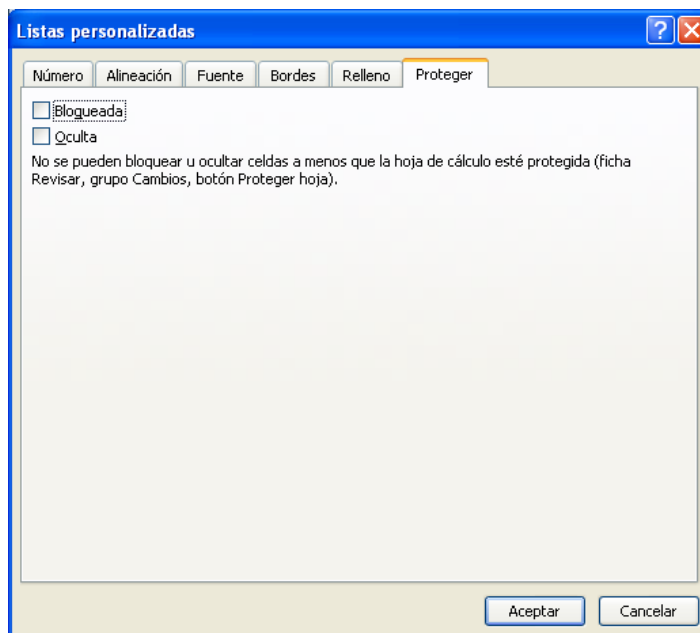 Listas personalizadas
Número Alineación Fuente Bordes Relleno Proteger
Bloqueada
Oculta
No se pueden bloquear u ocultar celdas a menos que la hoja de cálculo esté protegida (ficha
Revisar, grupo Cambios, botón Proteger hoja).
Aceptar Cancelar